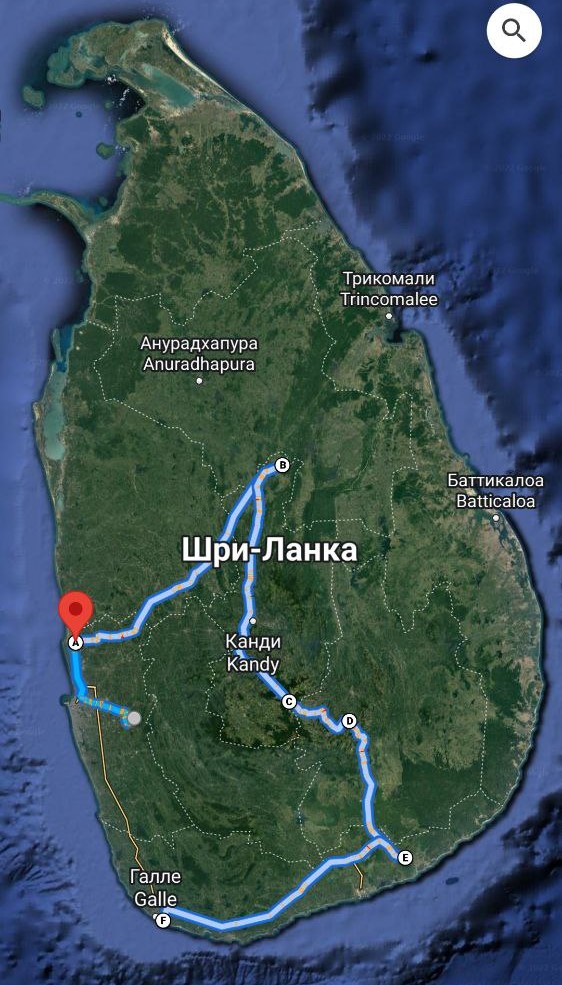 Трикомали
Trincomalee
Анурадхапура
Anuradhapura
B
Баттикалоа
Batticaloa
Шри-Ланка
A
Канди
Kandy
C
D
E
Галле
Galle
F